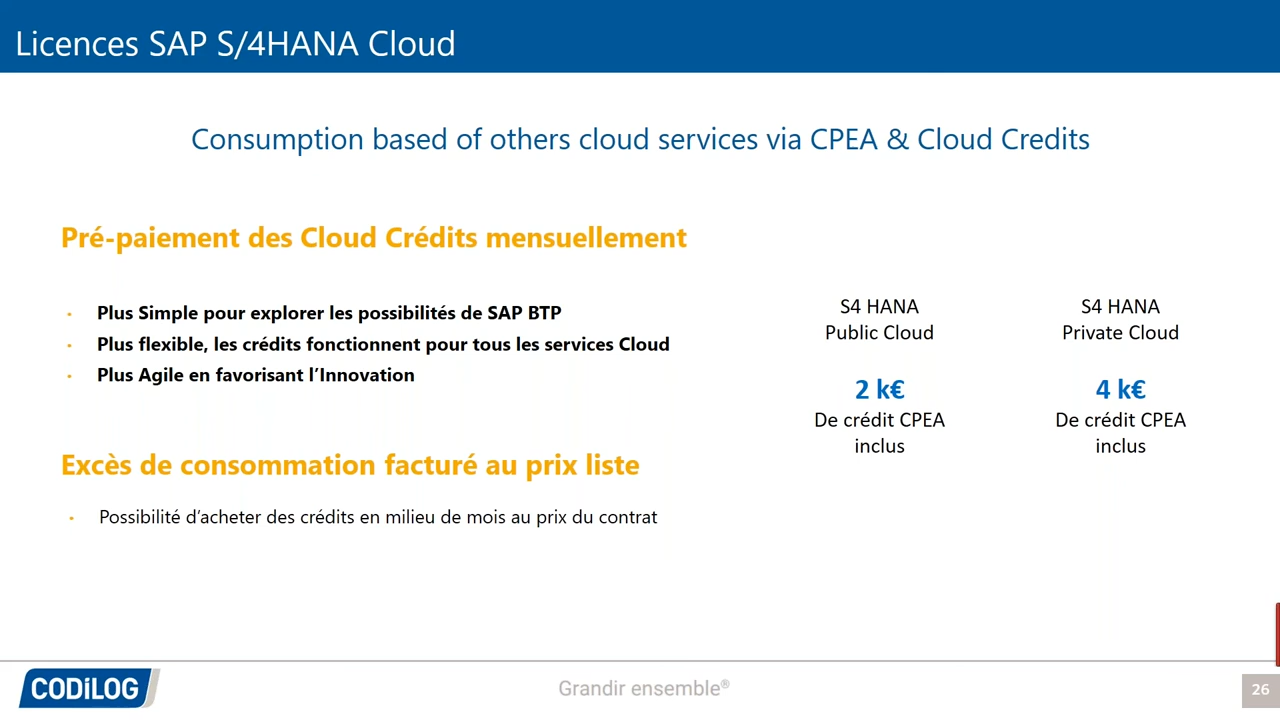 Licences SAP S/4HANA Cloud
Consumption based of others cloud services via CPEA & Cloud Credits
Pré-paiement des Cloud Crédits mensuellement
• Plus Simple pour explorer les possibilités de SAP BTP
• Plus flexible, les crédits fonctionnent pour tous les services Cloud
• Plus Agile en favorisant l’Innovation
Excès de consommation facturé au prix liste
• Possibilité d’acheter des crédits en milieu de mois au prix du contrat
S4 HANA
Public Cloud
2 k€
De crédit CPEA
inclus
S4 HANA
Private Cloud
4 k€
De crédit CPEA
inclus
CODiLOG
Grandir ensemble®
26